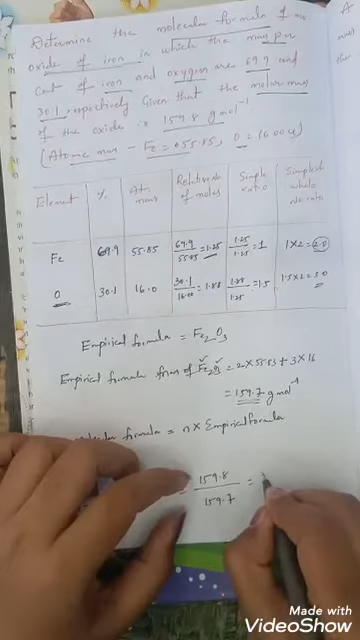 Determine the molecular formula of an
oxide of iron in which the mass per
cent of iron and oxygen are 69.9 and
30.1, respectively Given that the molar mass
of the oxide is 159.8 g mol⁻¹
(Atomic mass - Fe = 55.85, O = 16.00 u)
Element % At. mass Relative no of moles Simple ratio Simplest whole no. ratio
Fe 69.9 55.85 69.9/55.85 = 1.25 1.25/1.25 = 1 1×2 = 2.0
O 30.1 16.0 30.1/16.00 = 1.88 1.88/1.25 = 1.5 1.5×2 = 3.0
Empirical formula = Fe₂O₃
Empirical formula mass of Fe₂O₃ = 2×55.85 + 3×16
= 159.7 g mol⁻¹
formula = n × Empirical formula
= 159.8/159.7 =
A
mass
Made with
VideoShow